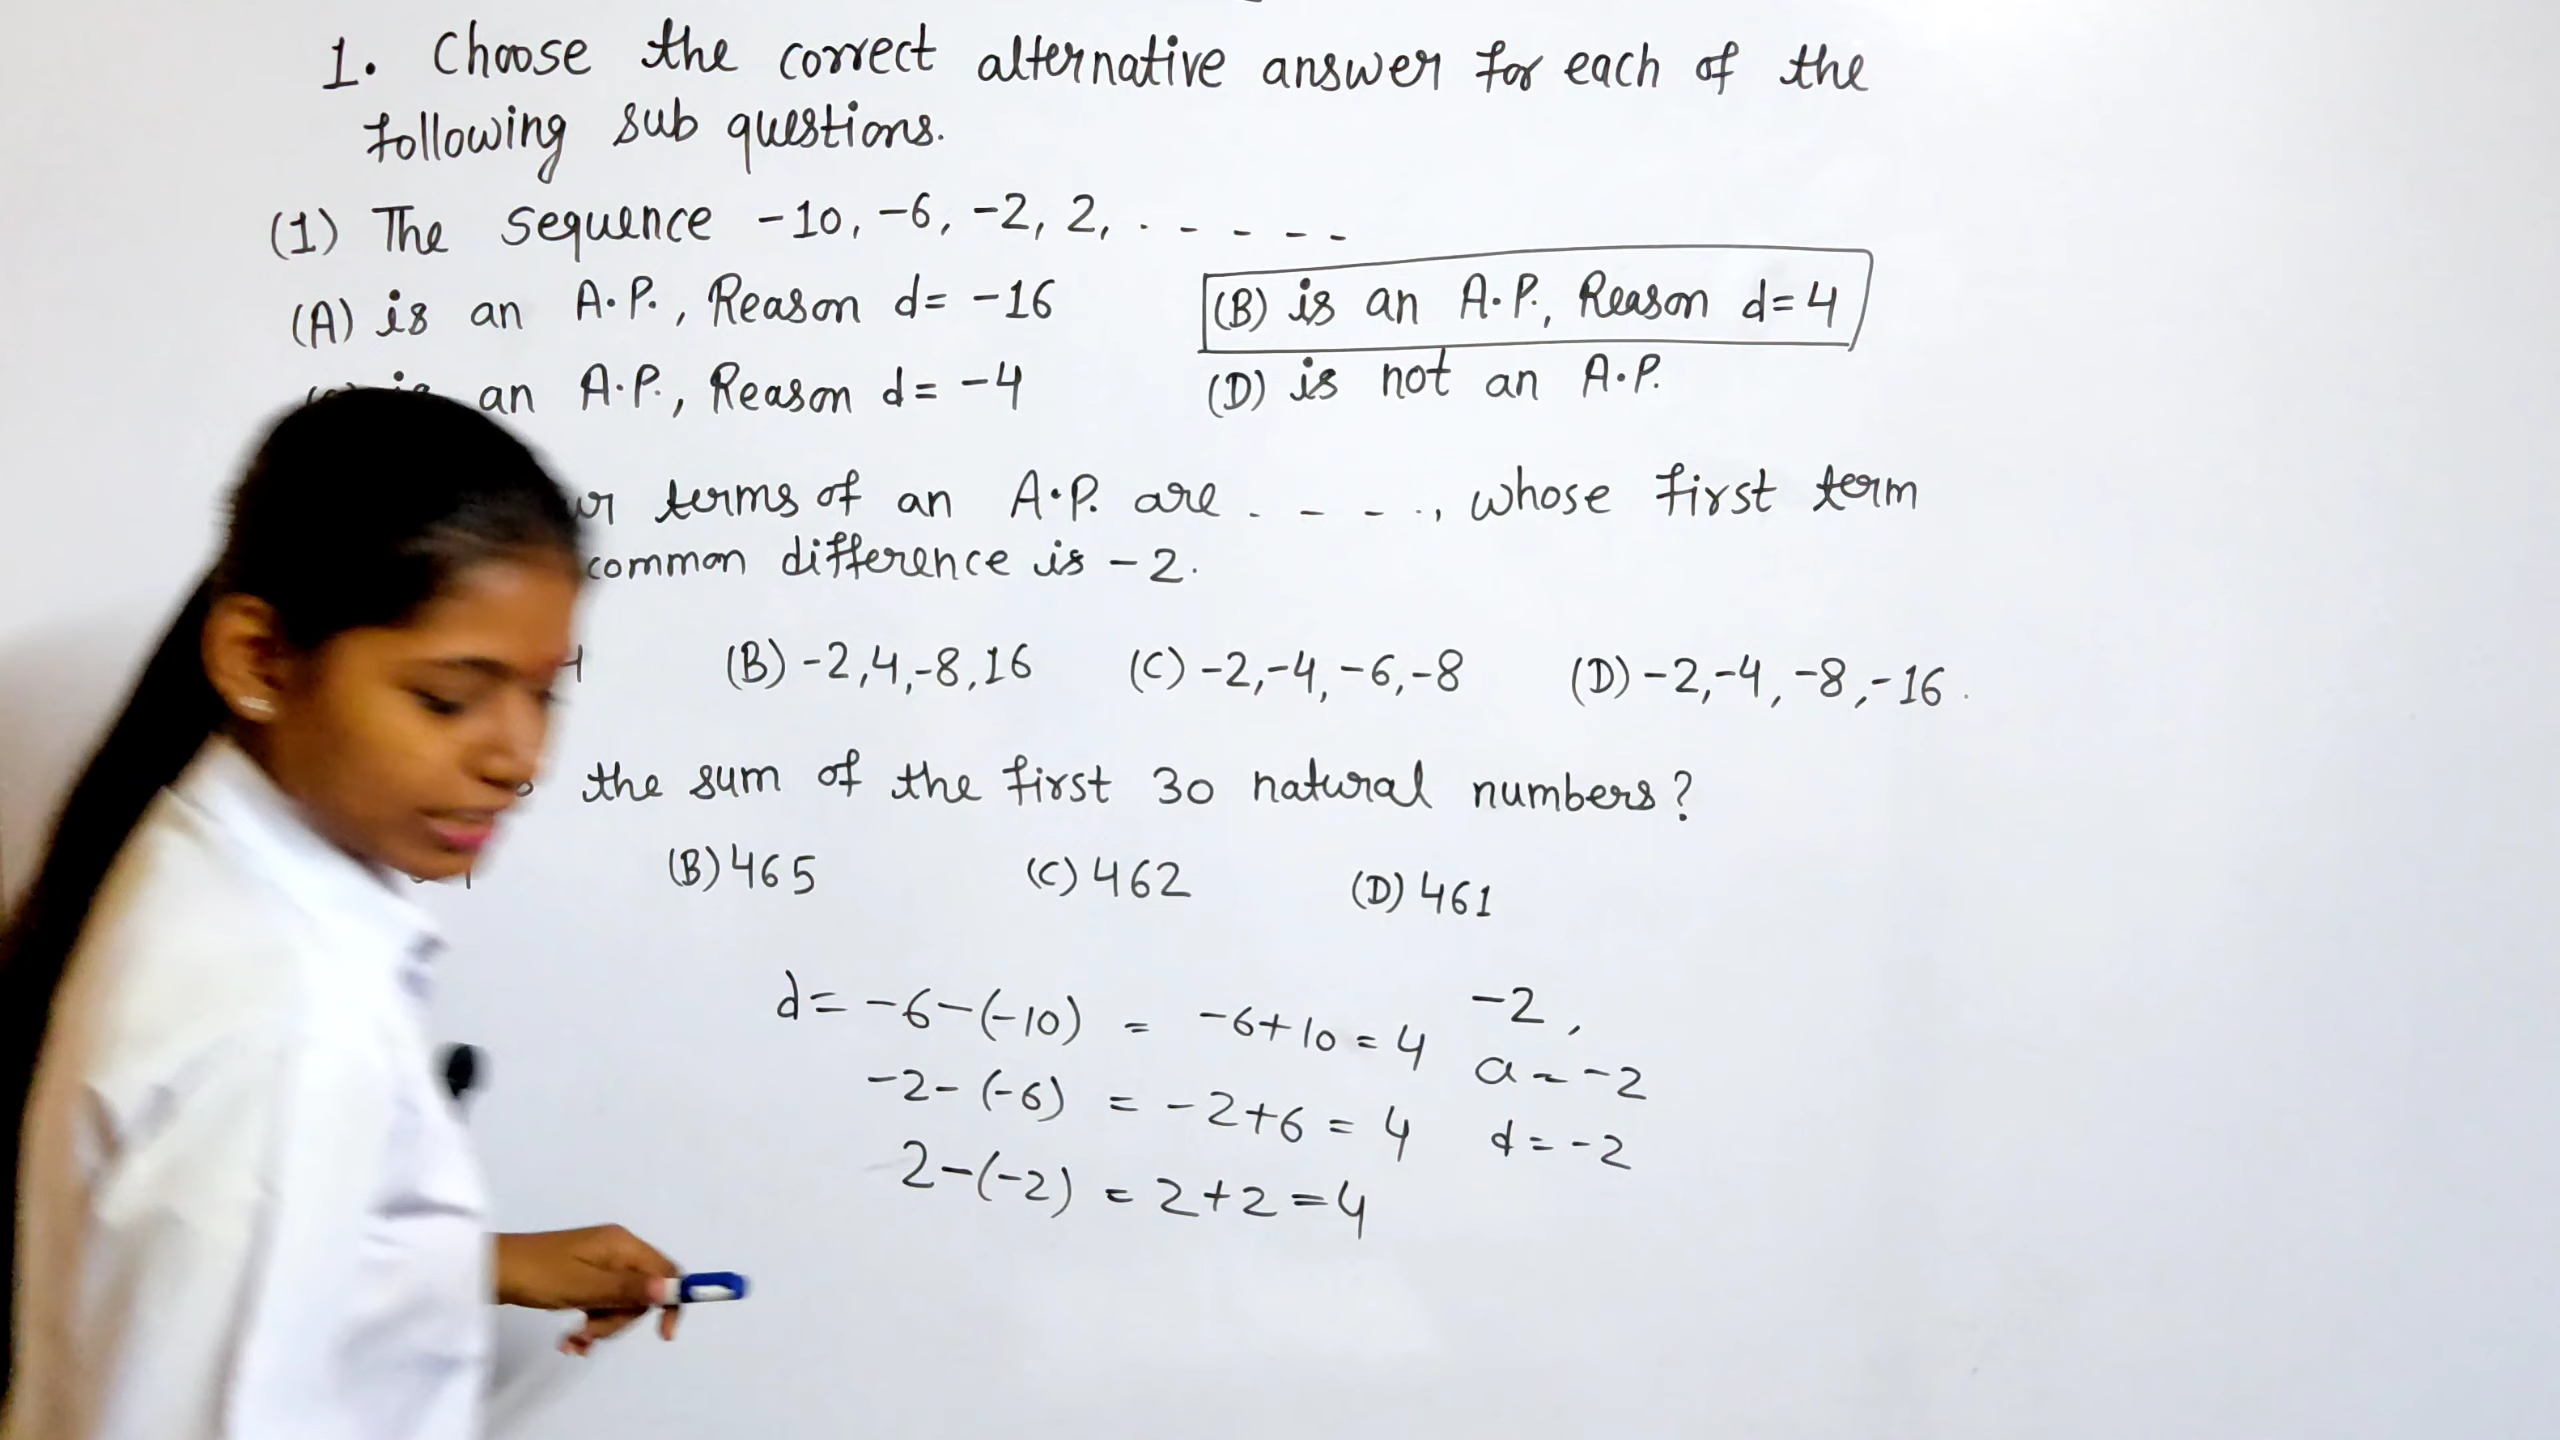 1. Choose the correct alternative answer for each of the
following sub questions.
(1) The sequence -10, -6, -2, 2, . - - - -
(A) is an A.P., Reason d= -16 (B) is an A.P., Reason d=4
is an A.P., Reason d= -4 (D) is not an A.P.
terms of an A.P. are . - - - ., whose first term
common difference is -2.
(B) -2,4,-8,16 (C) -2,-4,-6,-8 (D) -2,-4,-8,-16.
the sum of the first 30 natural numbers?
(B) 465 (C) 462 (D) 461
d= -6-(-10) = -6+10 = 4 -2,
a = -2
-2-(-6) = -2+6 = 4 d = -2
2-(-2) = 2+2 = 4